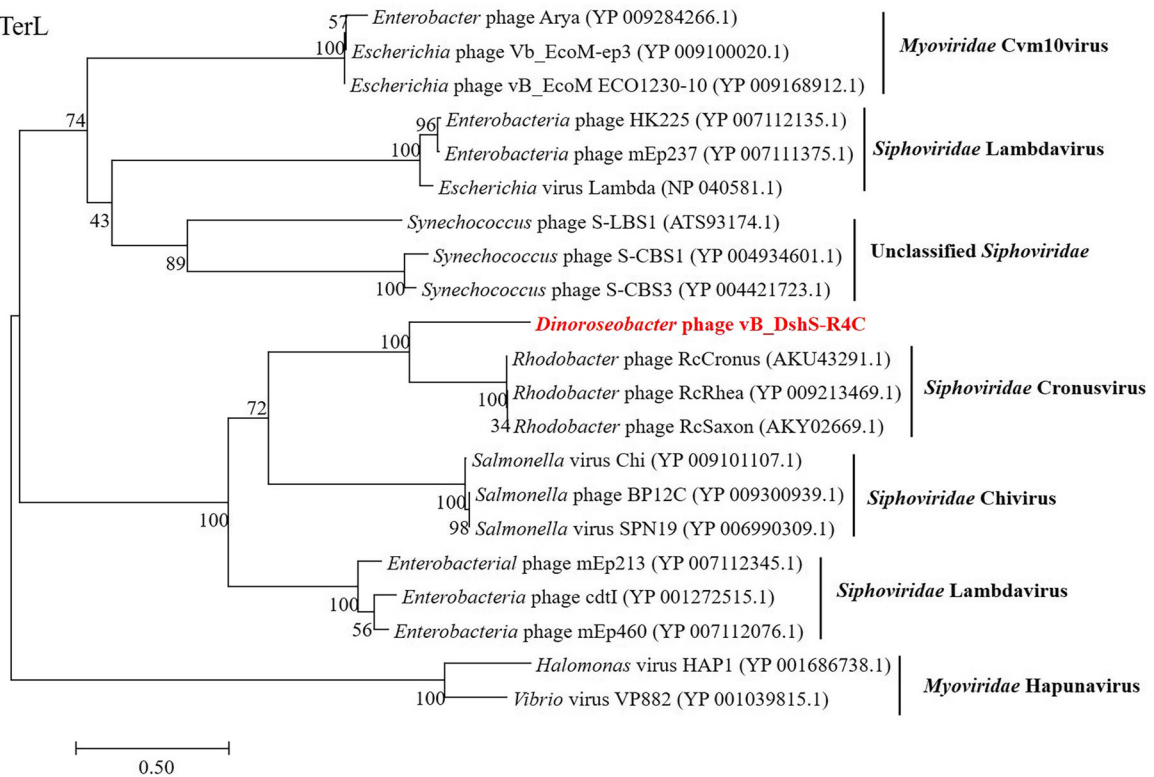 TerL
57
Enterobacter phage Arya (YP 009284266.1)
100
Escherichia phage Vb_EcoM-ep3 (YP 009100020.1)
Myoviridae Cvm10virus
Escherichia phage vB_EcoM ECO1230-10 (YP 009168912.1)
74
96
Enterobacteria phage HK225 (YP 007112135.1)
100
Enterobacteria phage mEp237 (YP 007111375.1)
Siphoviridae Lambdavirus
Escherichia virus Lambda (NP 040581.1)
43
Synechococcus phage S-LBS1 (ATS93174.1)
89
Synechococcus phage S-CBS1 (YP 004934601.1)
Unclassified Siphoviridae
100
Synechococcus phage S-CBS3 (YP 004421723.1)
Dinoroseobacter phage vB_DshS-R4C
100
Rhodobacter phage RcCronus (AKU43291.1)
72
100
Rhodobacter phage RcRhea (YP 009213469.1)
Siphoviridae Cronusvirus
34
Rhodobacter phage RcSaxon (AKY02669.1)
Salmonella virus Chi (YP 009101107.1)
100
Salmonella phage BP12C (YP 009300939.1)
Siphoviridae Chivirus
98
Salmonella virus SPN19 (YP 006990309.1)
100
Enterobacterial phage mEp213 (YP 007112345.1)
100
Enterobacteria phage cdtI (YP 001272515.1)
Siphoviridae Lambdavirus
56
Enterobacteria phage mEp460 (YP 007112076.1)
Halomonas virus HAP1 (YP 001686738.1)
Myoviridae Hapunavirus
100
Vibrio virus VP882 (YP 001039815.1)
0.50